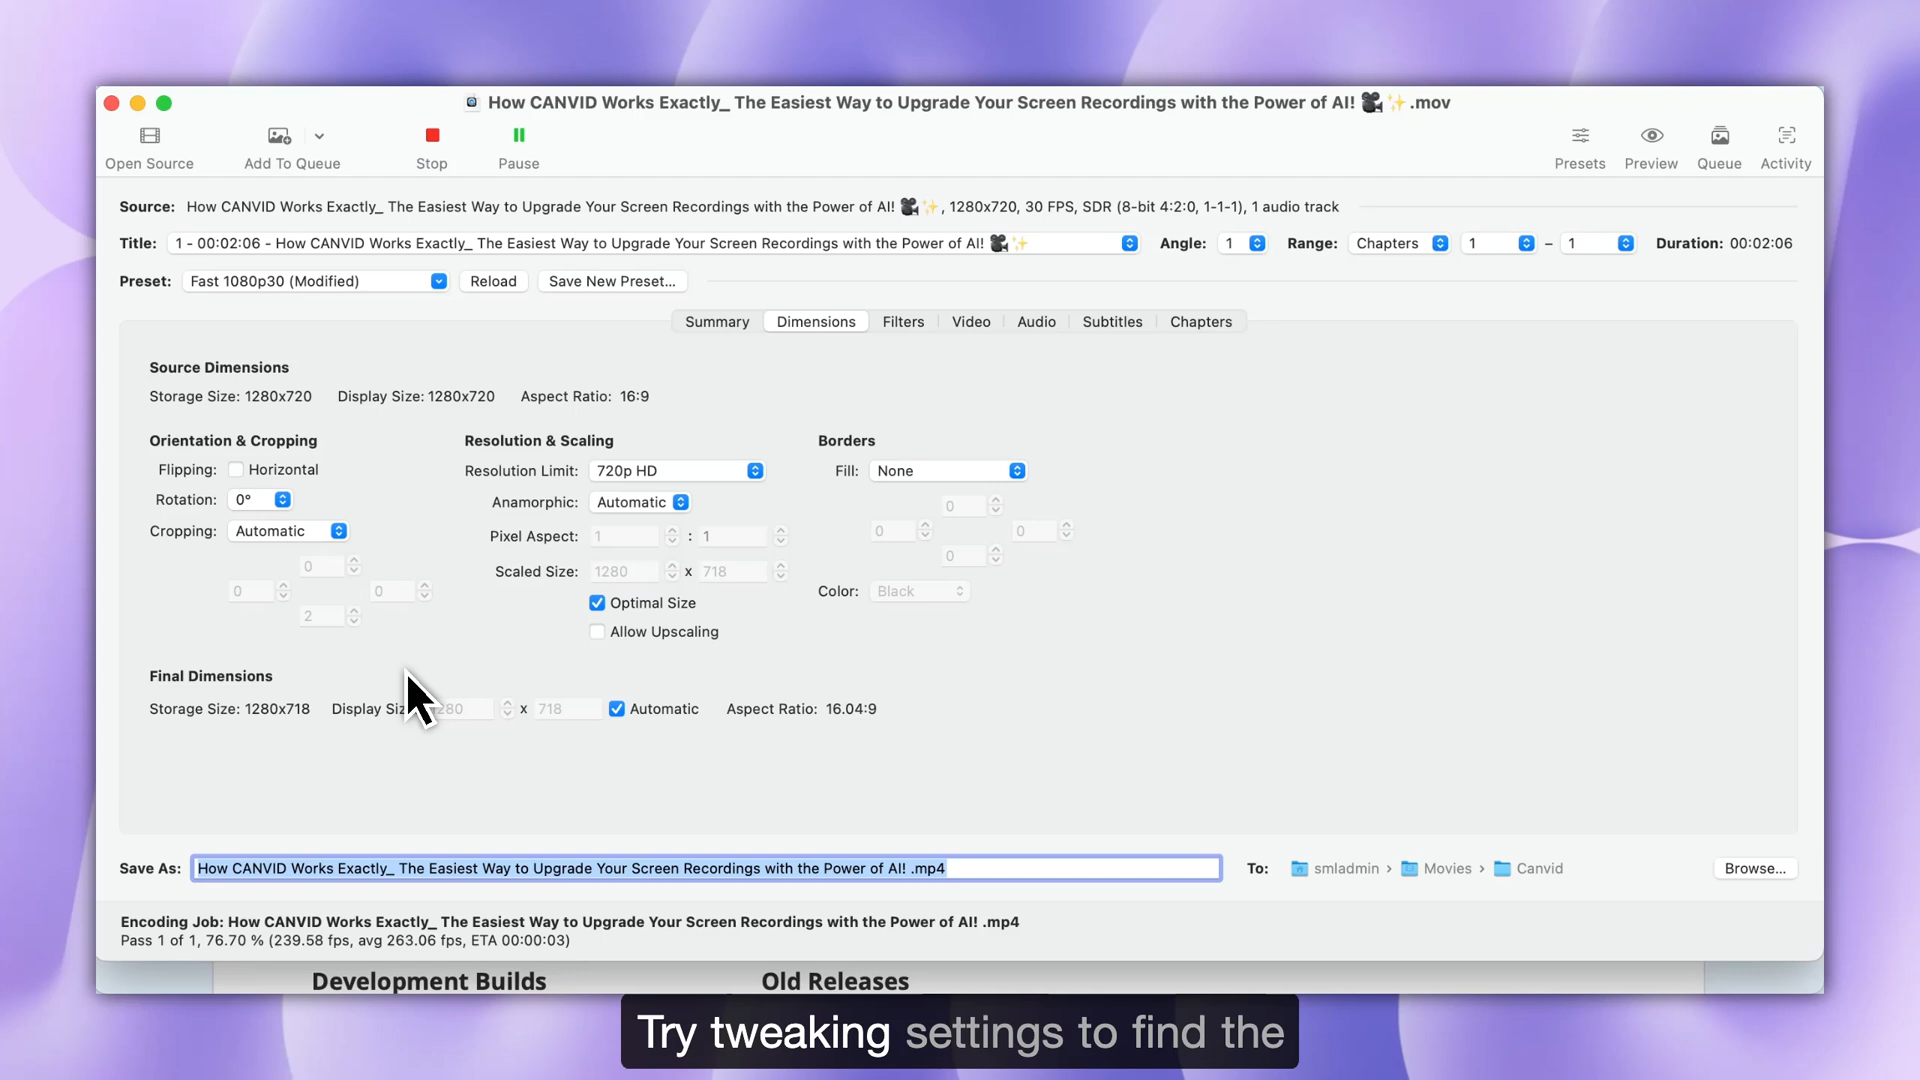 How CANVID Works Exactly_ The Easiest Way to Upgrade Your Screen Recordings with the Power of AI! 🎥✨.mov
Open Source Add To Queue Stop Pause Presets Preview Queue Activity
Source: How CANVID Works Exactly_ The Easiest Way to Upgrade Your Screen Recordings with the Power of AI! 🎥✨, 1280x720, 30 FPS, SDR (8-bit 4:2:0, 1-1-1), 1 audio track
Title: 1 - 00:02:06 - How CANVID Works Exactly_ The Easiest Way to Upgrade Your Screen Recordings with the Power of AI! 🎥✨ Angle: 1 Range: Chapters 1 – 1 Duration: 00:02:06
Preset: Fast 1080p30 (Modified) Reload Save New Preset...
Summary Dimensions Filters Video Audio Subtitles Chapters
Source Dimensions
Storage Size: 1280x720 Display Size: 1280x720 Aspect Ratio: 16:9
Orientation & Cropping Resolution & Scaling Borders
Flipping: Horizontal Resolution Limit: 720p HD Fill: None
Rotation: 0° Anamorphic: Automatic 0
Cropping: Automatic Pixel Aspect: 1 : 1 0 0
0 Scaled Size: 1280 x 718 0
0 0 Color: Black
2 Optimal Size
Allow Upscaling
Final Dimensions
Storage Size: 1280x718 Display Siz 280 x 718 Automatic Aspect Ratio: 16.04:9
Save As: How CANVID Works Exactly_ The Easiest Way to Upgrade Your Screen Recordings with the Power of AI! .mp4 To: smladmin › Movies › Canvid Browse...
Encoding Job: How CANVID Works Exactly_ The Easiest Way to Upgrade Your Screen Recordings with the Power of AI! .mp4
Pass 1 of 1, 76.70 % (239.58 fps, avg 263.06 fps, ETA 00:00:03)
Development Builds Old Releases
Try tweaking settings to find the